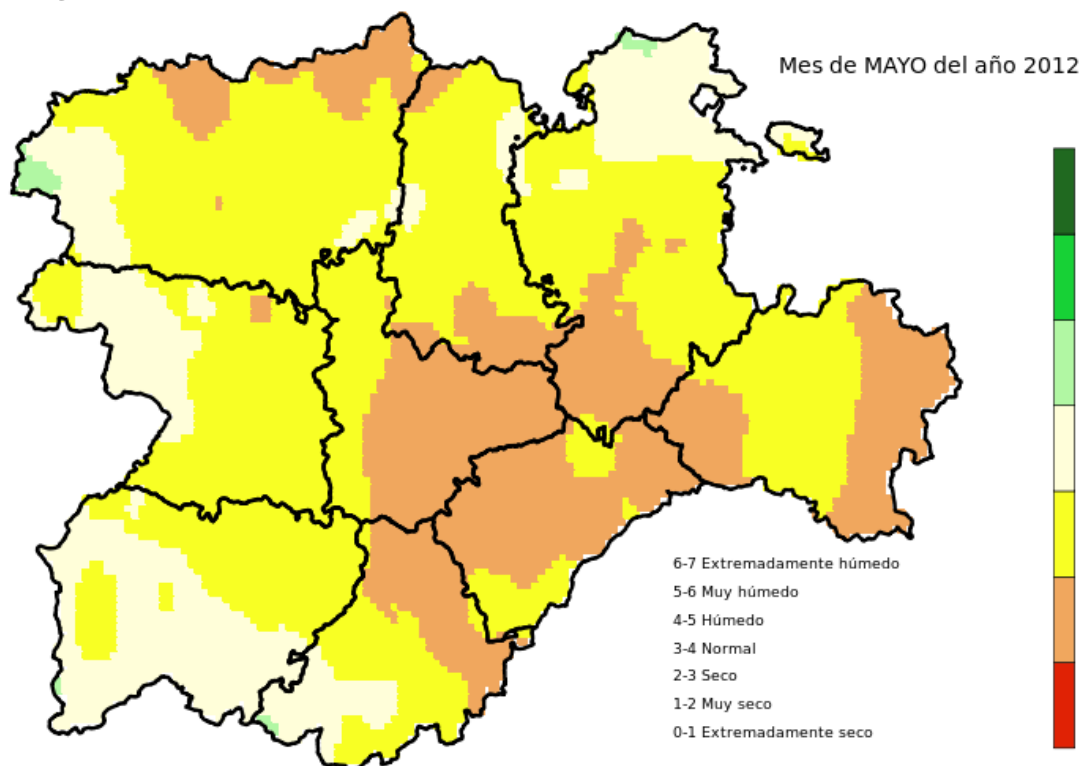 Mes de MAYO del año 2012
6-7 Extremadamente húmedo
5-6 Muy húmedo
4-5 Húmedo
3-4 Normal
2-3 Seco
1-2 Muy seco
0-1 Extremadamente seco